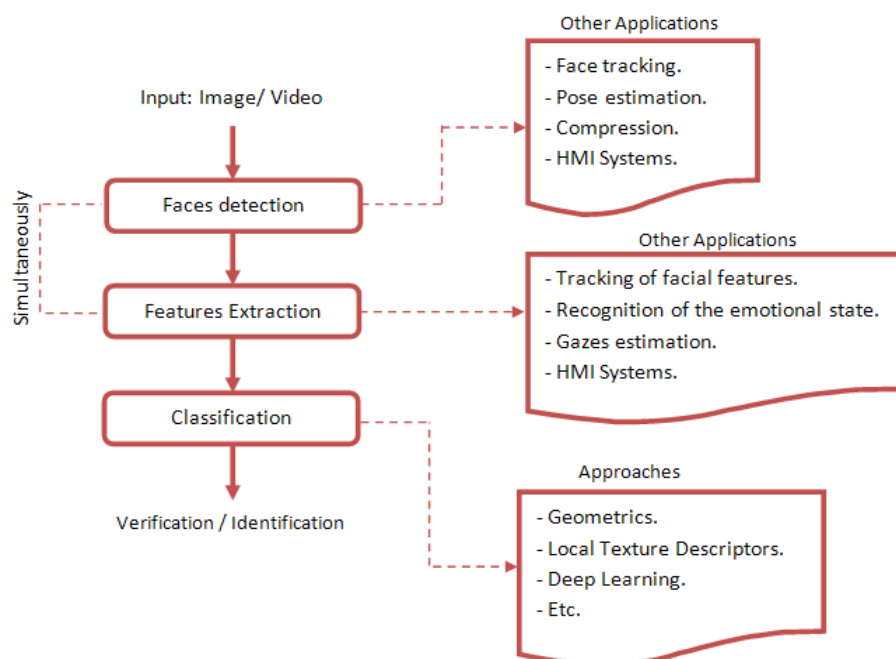 Other Applications
- Face tracking.
- Pose estimation.
- Compression.
- HMI Systems.
Input: Image/ Video
Faces detection
Simultaneously
Other Applications
- Tracking of facial features.
- Recognition of the emotional state.
- Gazes estimation.
- HMI Systems.
Features Extraction
Classification
Verification / Identification
Approaches
- Geometrics.
- Local Texture Descriptors.
- Deep Learning.
- Etc.